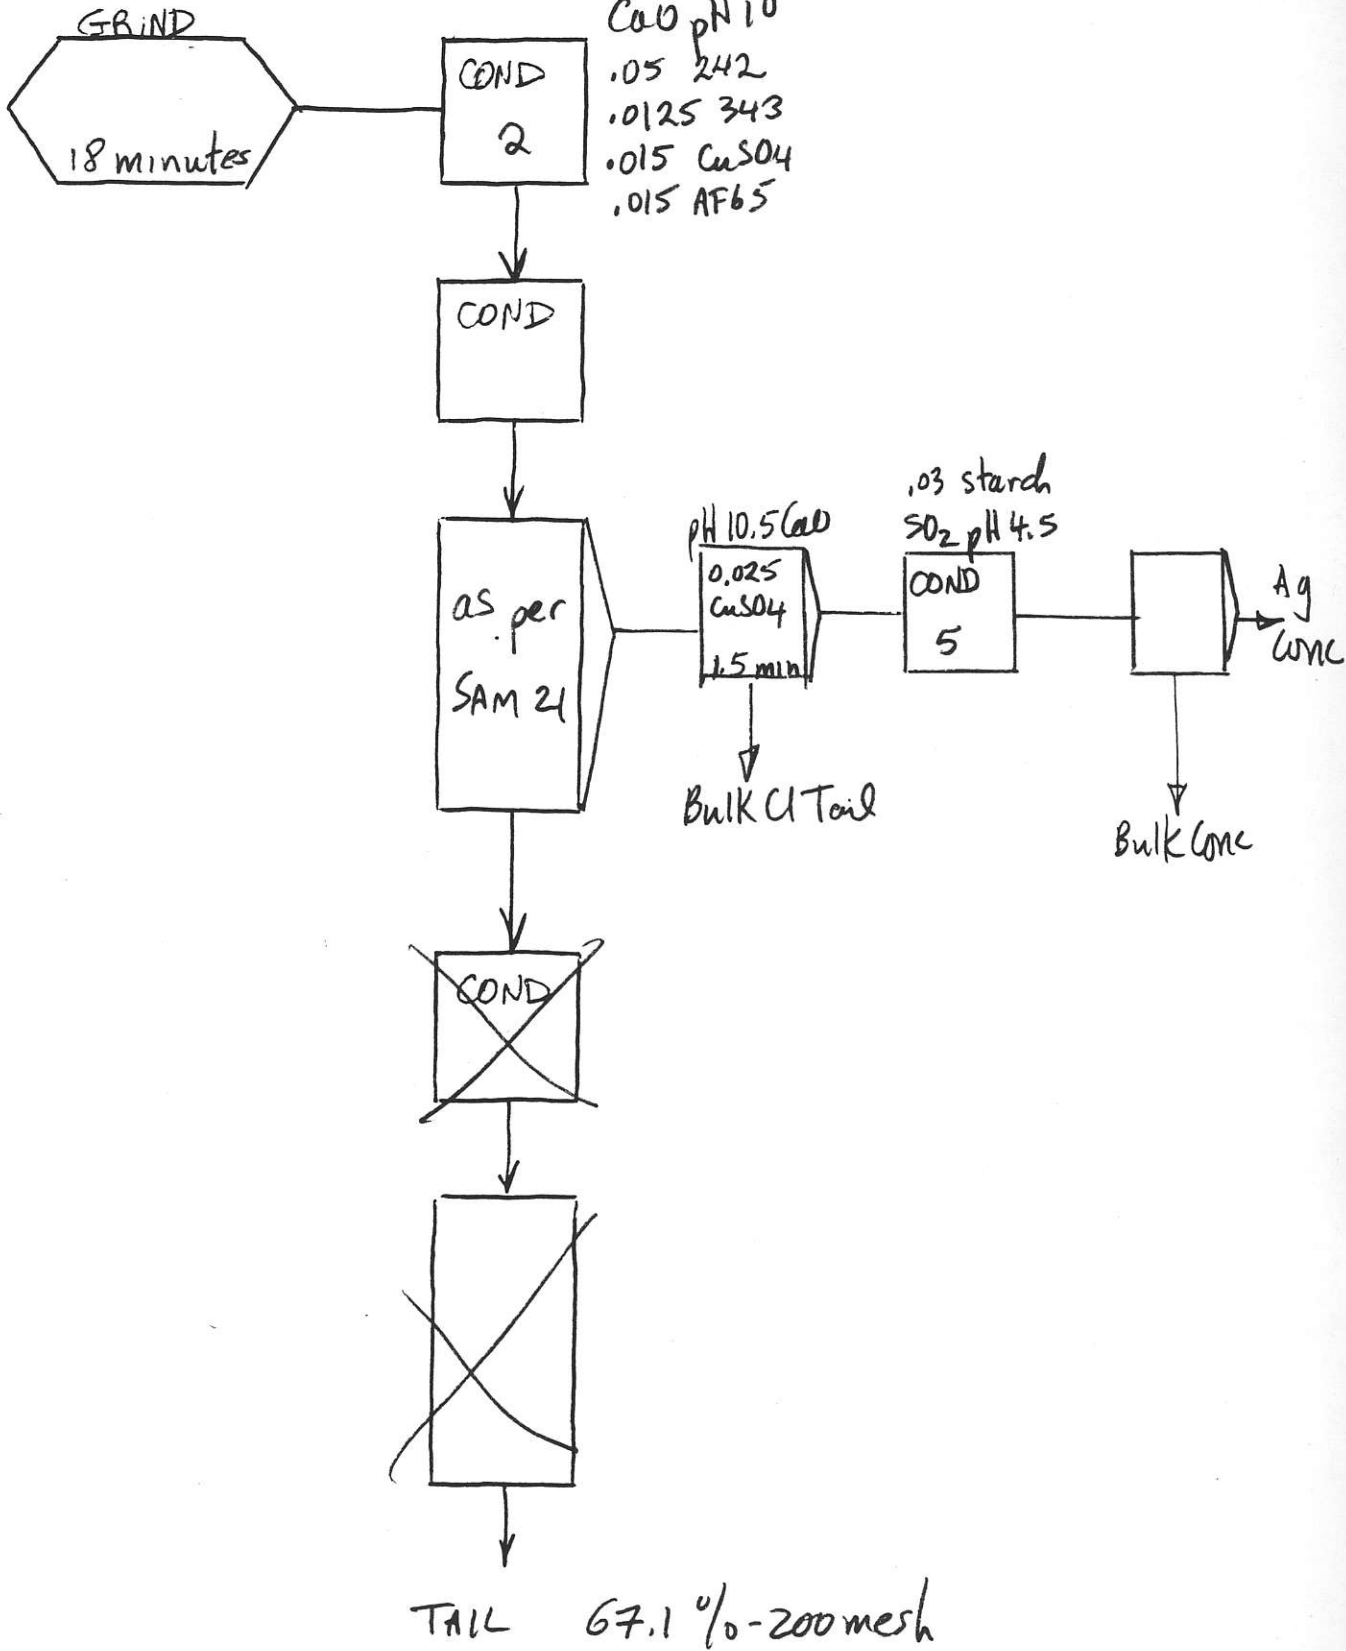 GRIND
18 minutes
COND
2
CaO pH 10
.05 242
.0125 343
.015 CuSO4
.015 AF65
COND
as per
SAM 21
pH 10.5 CaO
0.025
CuSO4
1.5 min
Bulk Cl Tail
.03 starch
SO2 pH 4.5
COND
5
Ag
Conc
Bulk Conc
COND
TAIL 67.1 %-200mesh